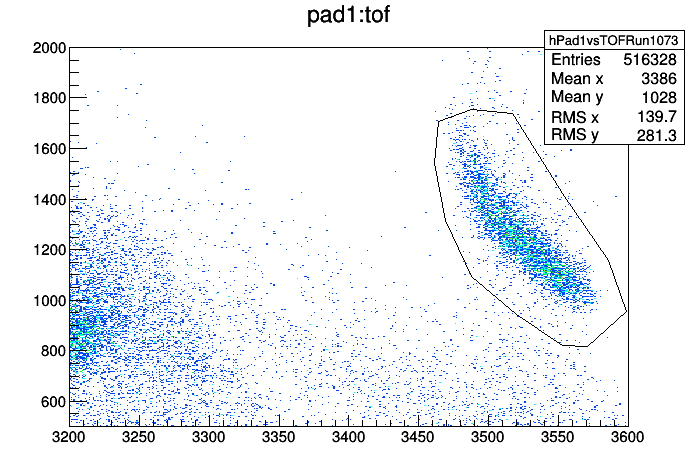 pad1:tof
hPad1vsTOFRun1073
Entries 516328
Mean x 3386
Mean y 1028
RMS x 139.7
RMS y 281.3
2000
1800
1600
1400
1200
1000
800
600
3200 3250 3300 3350 3400 3450 3500 3550 3600